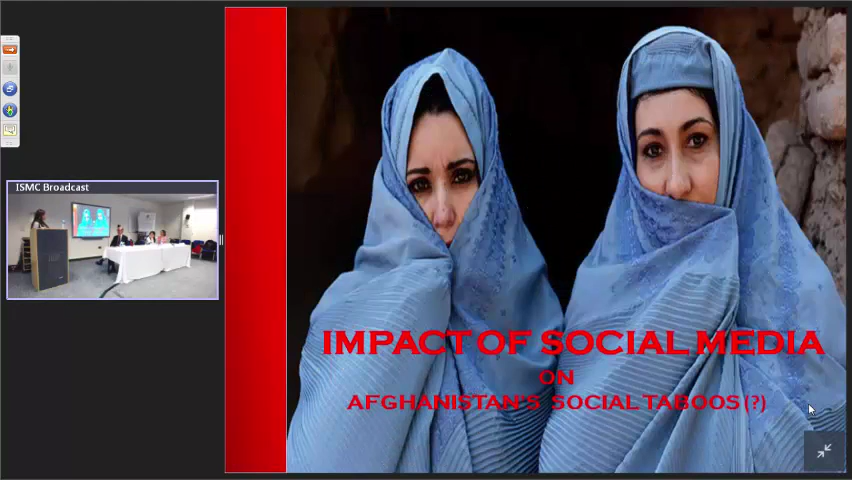 ISMC Broadcast
IMPACT OF SOCIAL MEDIA
ON
AFGHANISTAN'S SOCIAL TABOOS (?)